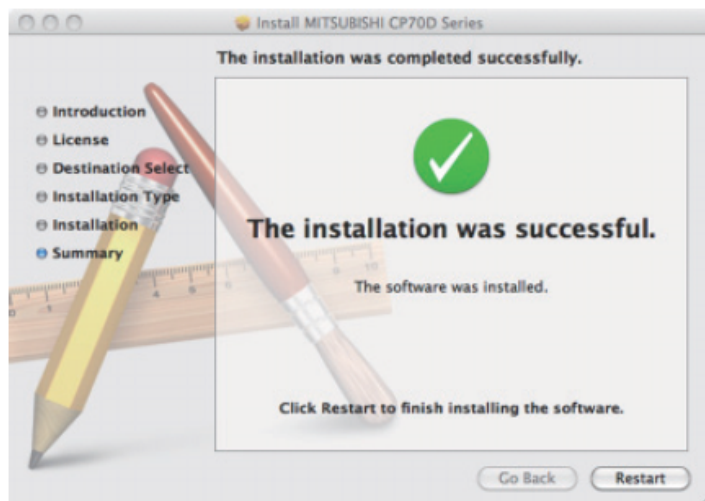 Install MITSUBISHI CP70D Series
The installation was completed successfully.
Introduction
License
Destination Select
Installation Type
Installation
Summary
The installation was successful.
The software was installed.
Click Restart to finish installing the software.
Go Back
Restart